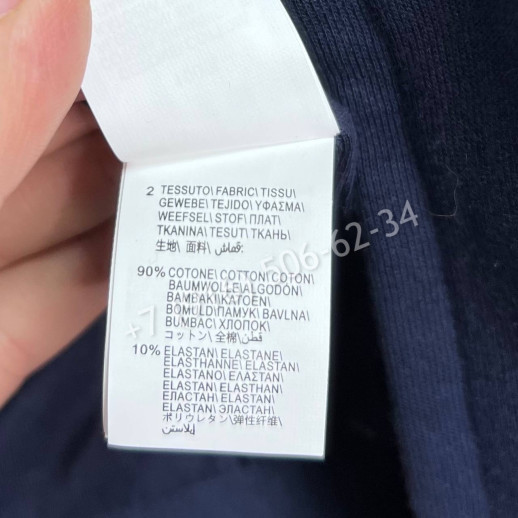 2 TESSUTO\ FABRIC\ TISSU\
GEWEBE\ TEJIDO\ ΥΦΑΣΜΑ\
WEEFSEL\ STOF\ ПЛАТ\
TKANINA\ TESUT\ ТКАНЬ\
生地\ 面料\ قماش:
90% COTONE\ COTTON\ COTON\
BAUMWOLLE\ALGODÓN\
BAMBAKI\KATOEN\
BOMULD\ПАМУК\ BAVLNA\
BUMBAC\ ХЛОПОК\
コットン\ 全棉\ قطن\
10% ELASTAN\ ELASTANE\
ELASTHANNE\ ELASTAN\
ELASTANO\ ΕΛΑΣΤΑΝ\
ELASTAN\ ELASTHAN\
ЕЛАСТАН\ ELASTAN\
ELASTAN\ ЭЛАСТАН\
ポリウレタン\弹性纤维\
إيلاستين\
+7 506-62-34